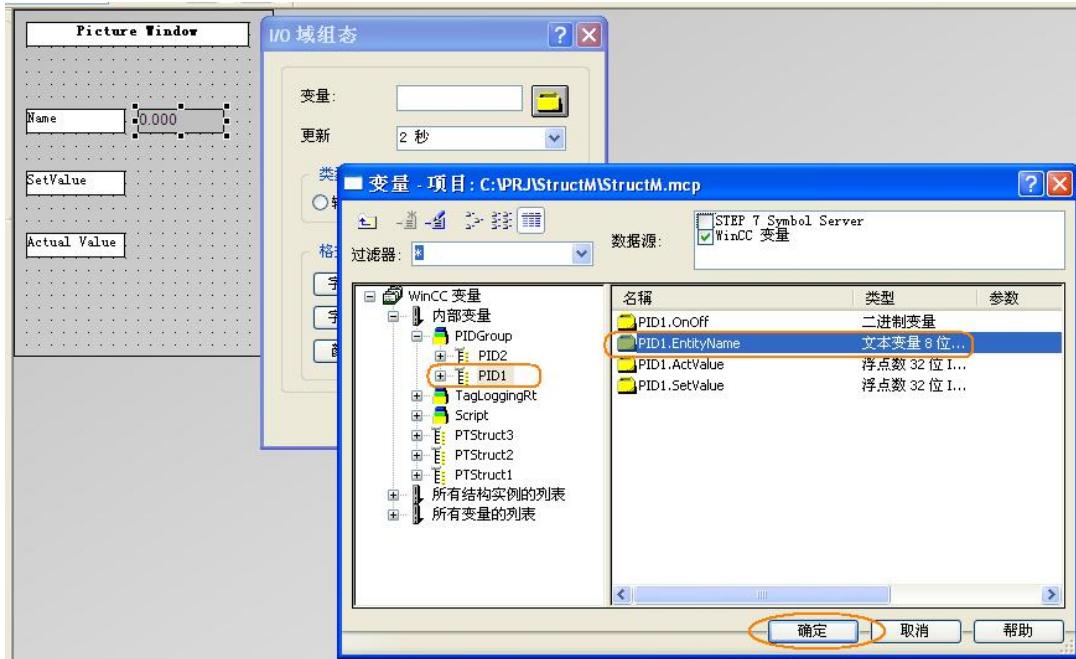 Picture Window
Name
0.000
SetValue
Actual Value
I/O 域组态
变量:
更新
2 秒
类
格
变量 - 项目: C:\PRJ\StructM\StructM.mcp
过滤器:
*
数据源:
STEP 7 Symbol Server
WinCC 变量
WinCC 变量
内部变量
PIDGroup
PID2
PID1
TagLoggingRt
Script
PTStruct3
PTStruct2
PTStruct1
所有结构实例的列表
所有变量的列表
名稱 类型 参数
PID1.OnOff 二进制变量
PID1.EntityName 文本变量 8 位...
PID1.ActValue 浮点数 32 位 I...
PID1.SetValue 浮点数 32 位 I...
确定 取消 帮助